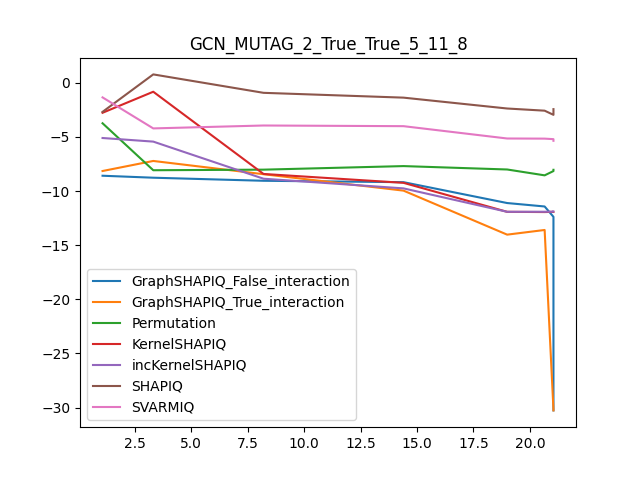 GCN_MUTAG_2_True_True_5_11_8
0
−5
−10
−15
−20
−25
−30
GraphSHAPIQ_False_interaction
GraphSHAPIQ_True_interaction
Permutation
KernelSHAPIQ
incKernelSHAPIQ
SHAPIQ
SVARMIQ
2.5 5.0 7.5 10.0 12.5 15.0 17.5 20.0